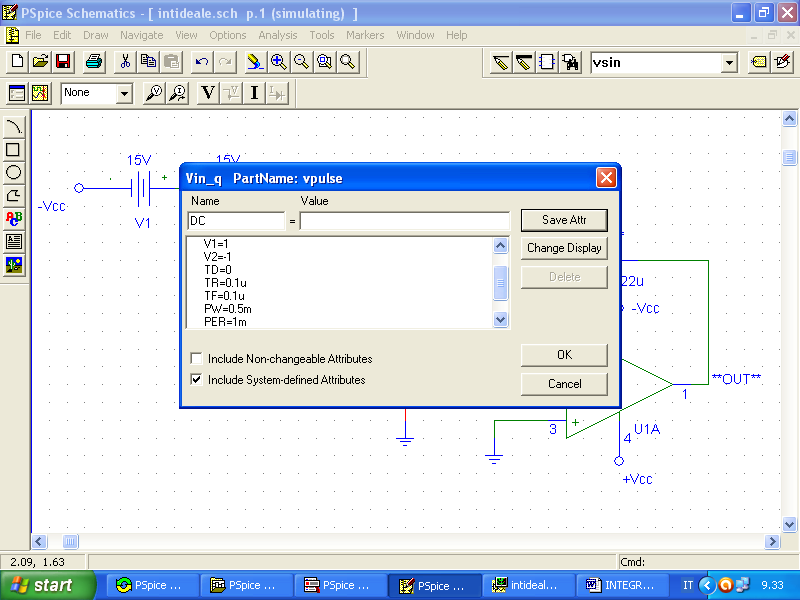 PSpice Schematics - [ intideale.sch p.1 (simulating) ]
File Edit Draw Navigate View Options Analysis Tools Markers Window Help
vsin
None
V V I I
15V 15V
-Vcc
V1
Vin_q PartName: vpulse
Name Value
DC =
Save Attr
V1=1
V2=-1
TD=0
TR=0.1u
TF=0.1u
PW=0.5m
PER=1m
Change Display
Delete
Include Non-changeable Attributes
Include System-defined Attributes
OK
Cancel
22u
-Vcc
**OUT**
1
3 +
U1A
4
+Vcc
2.09, 1.63 Cmd:
start PSpice ... PSpice ... PSpice ... PSpice ... intideal... INTEGR... IT 9.33